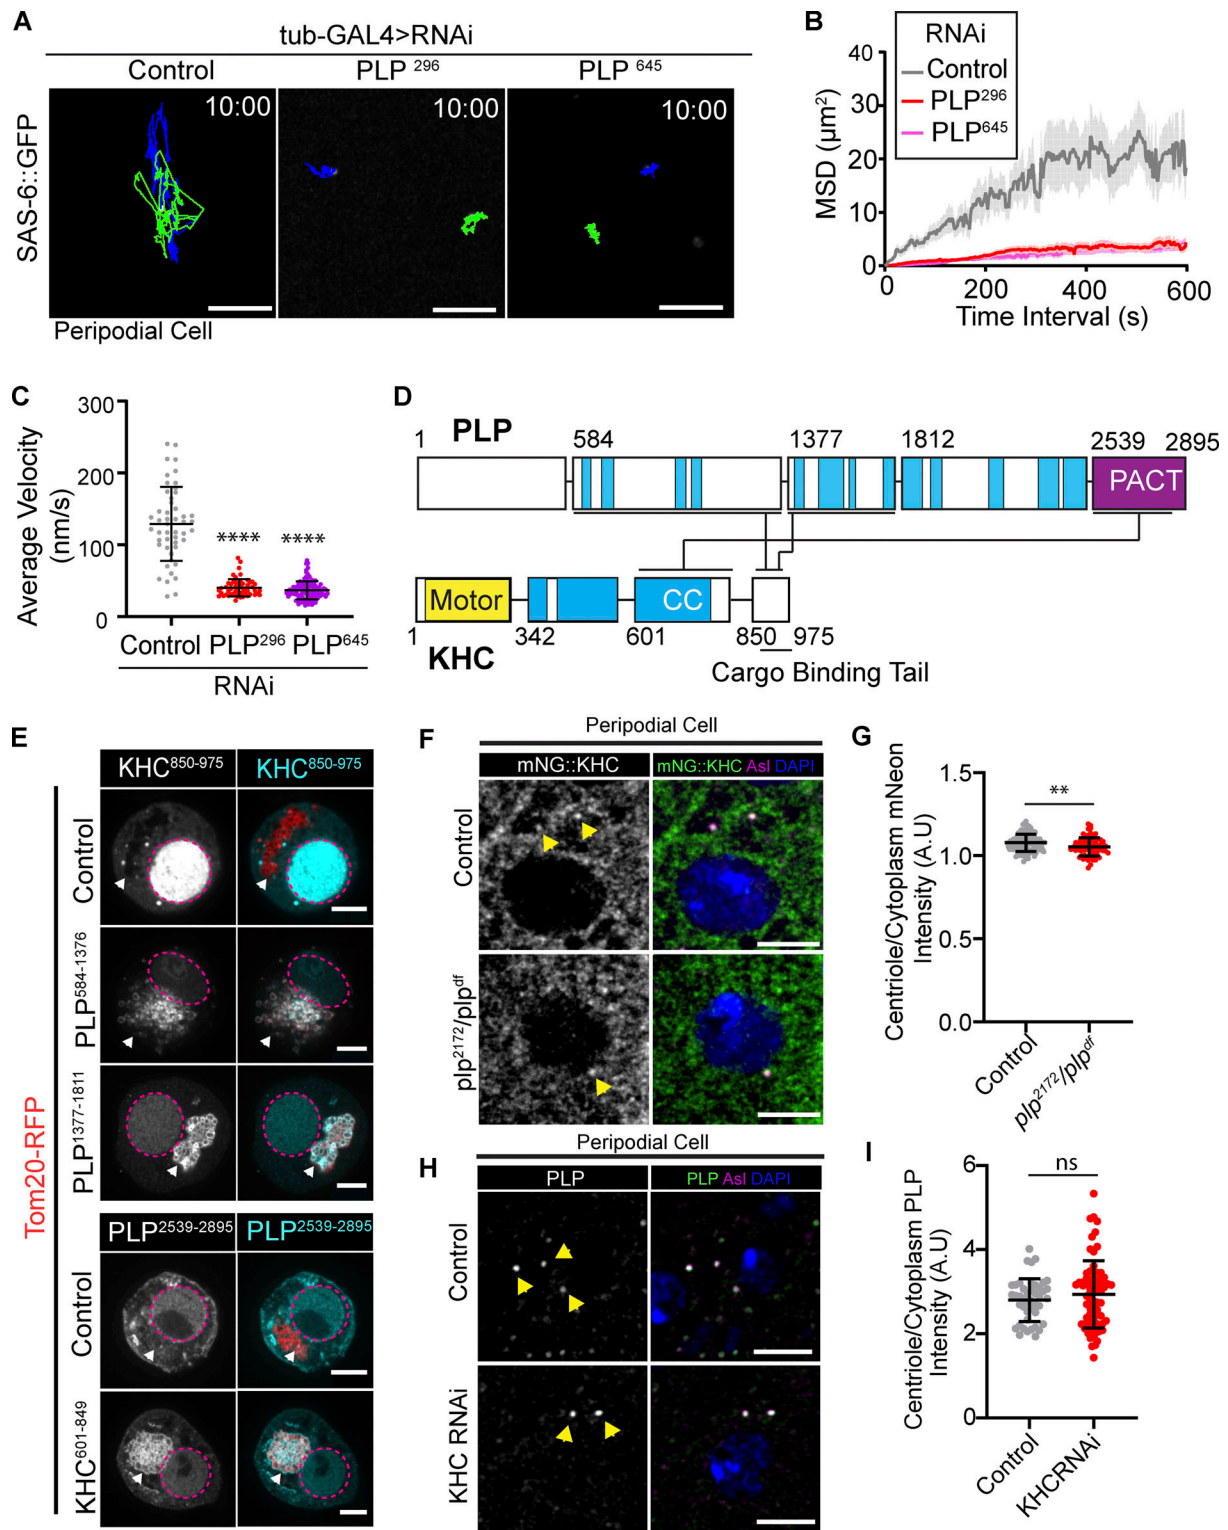 A
tub-GAL4>RNAi
Control
PLP 296
PLP 645
SAS-6::GFP
10:00
10:00
10:00
Peripodial Cell
B
RNAi
Control
PLP296
PLP645
MSD (µm2)
40
30
20
10
0
0 200 400 600
Time Interval (s)
C
Average Velocity
(nm/s)
300
200
100
0
**** ****
Control PLP296 PLP645
RNAi
D
PLP
1 584 1377 1812 2539 2895
PACT
Motor
CC
1 342 601 850 975
KHC
Cargo Binding Tail
E
KHC850-975 KHC850-975
Tom20-RFP
Control
PLP584-1376
PLP1377-1811
PLP2539-2895 PLP2539-2895
Control
KHC601-849
F
Peripodial Cell
mNG::KHC
mNG::KHC Asl DAPI
Control
plp2172/plpdf
G
Centriole/Cytoplasm mNeon
Intensity (A.U)
1.5
1.0
0.5
0.0
**
Control
plp2172/plpdf
H
Peripodial Cell
PLP
PLP Asl DAPI
Control
KHC RNAi
I
Centriole/Cytoplasm PLP
Intensity (A.U)
6
4
2
0
ns
Control
KHCRNAi